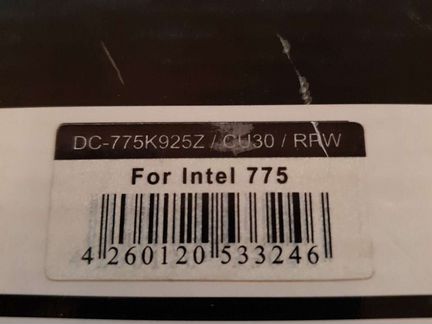 DC-775K925Z / CU30 / RPW
For Intel 775
4 260120 533246